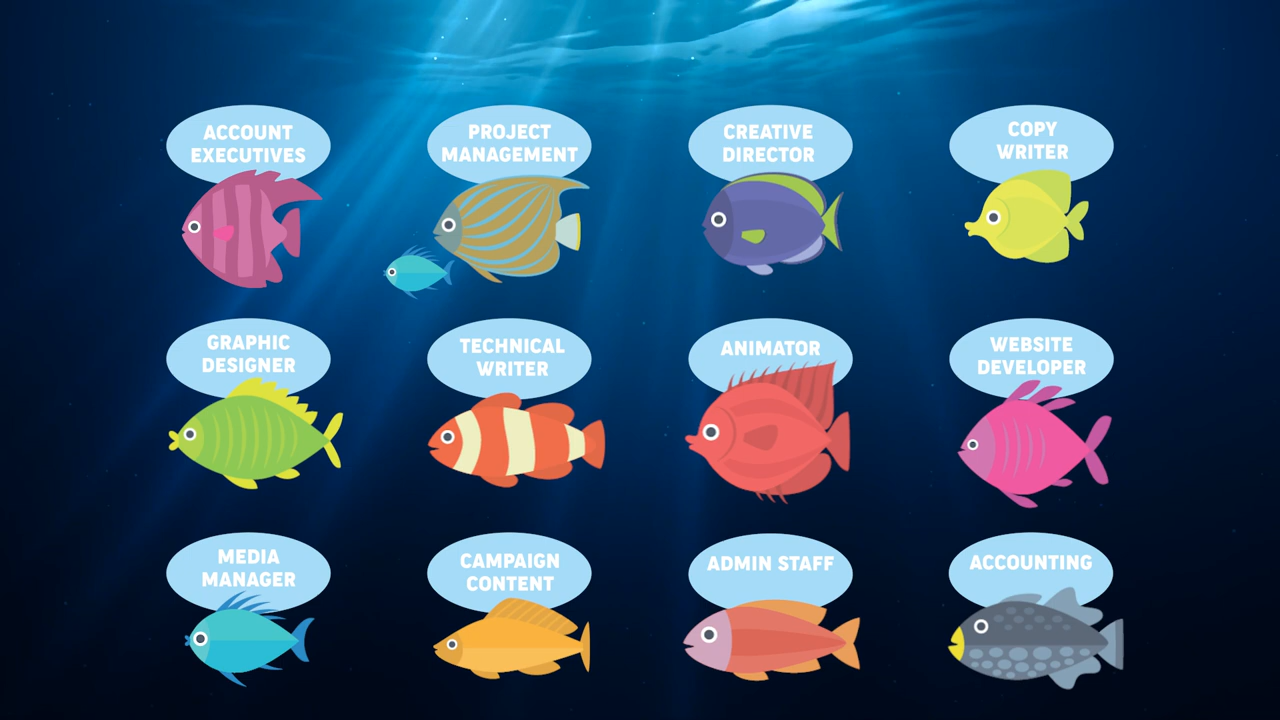 ACCOUNT
EXECUTIVES
PROJECT
MANAGEMENT
CREATIVE
DIRECTOR
COPY
WRITER
GRAPHIC
DESIGNER
TECHNICAL
WRITER
ANIMATOR
WEBSITE
DEVELOPER
MEDIA
MANAGER
CAMPAIGN
CONTENT
ADMIN STAFF
ACCOUNTING